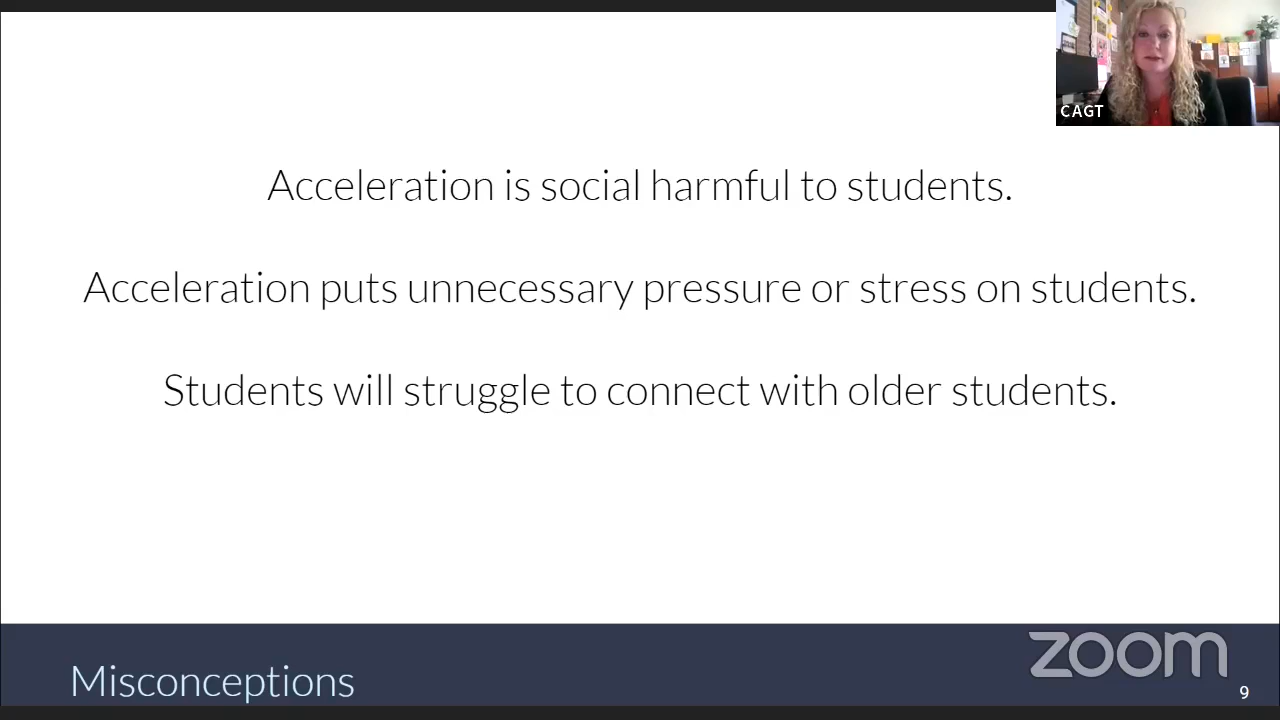 CAGT
Acceleration is social harmful to students.
Acceleration puts unnecessary pressure or stress on students.
Students will struggle to connect with older students.
Misconceptions
zoom
9